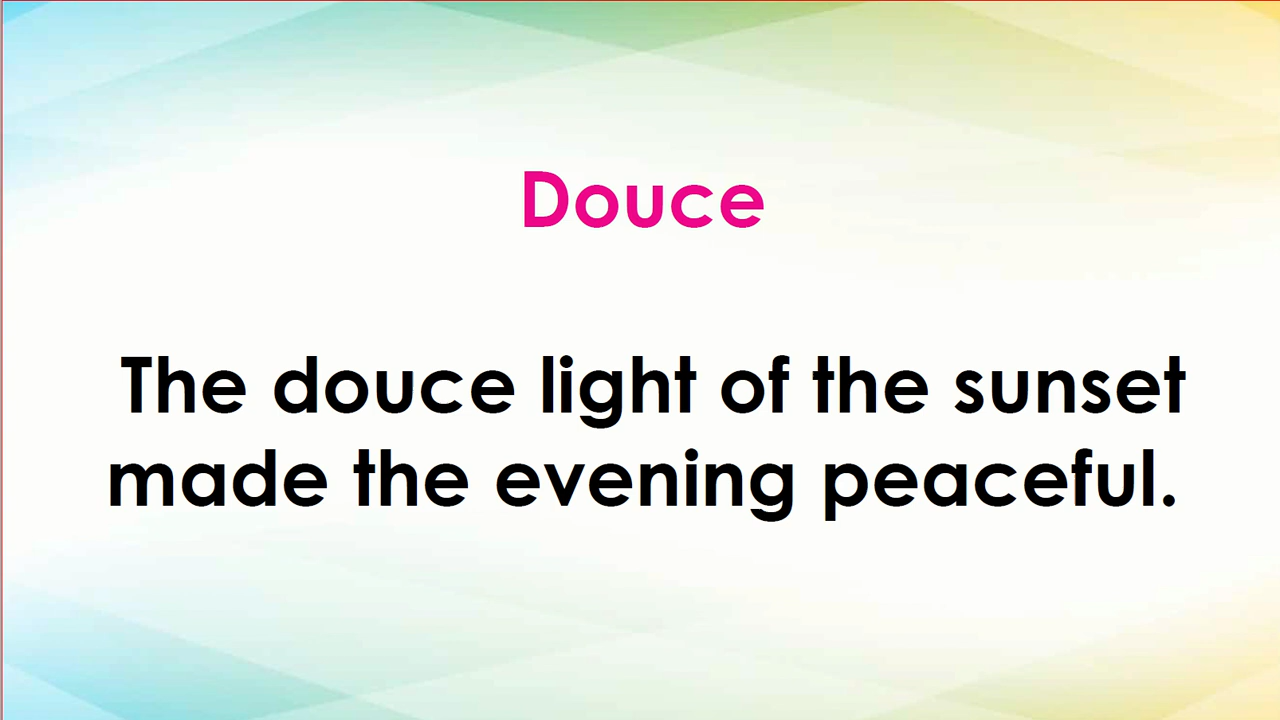 Douce
The douce light of the sunset
made the evening peaceful.